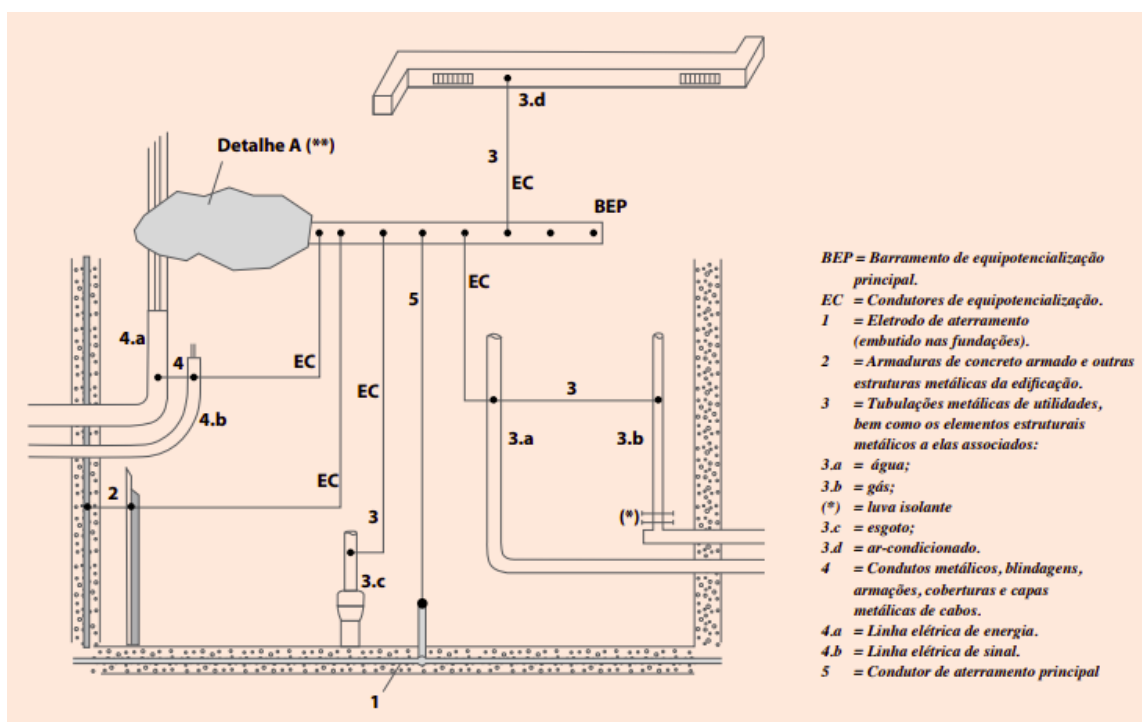 3.d
Detalhe A (**)
3
EC
BEP
EC
5
4.a
4
EC
EC
4.b
3
3.a
3.b
EC
2
(*)
3
3.c
1
BEP = Barramento de equipotencialização
principal.
EC = Condutores de equipotencialização.
1 = Eletrodo de aterramento
(embutido nas fundações).
2 = Armaduras de concreto armado e outras
estruturas metálicas da edificação.
3 = Tubulações metálicas de utilidades,
bem como os elementos estruturais
metálicos a elas associados:
3.a = água;
3.b = gás;
(*) = luva isolante
3.c = esgoto;
3.d = ar-condicionado.
4 = Condutos metálicos, blindagens,
armações, coberturas e capas
metálicas de cabos.
4.a = Linha elétrica de energia.
4.b = Linha elétrica de sinal.
5 = Condutor de aterramento principal